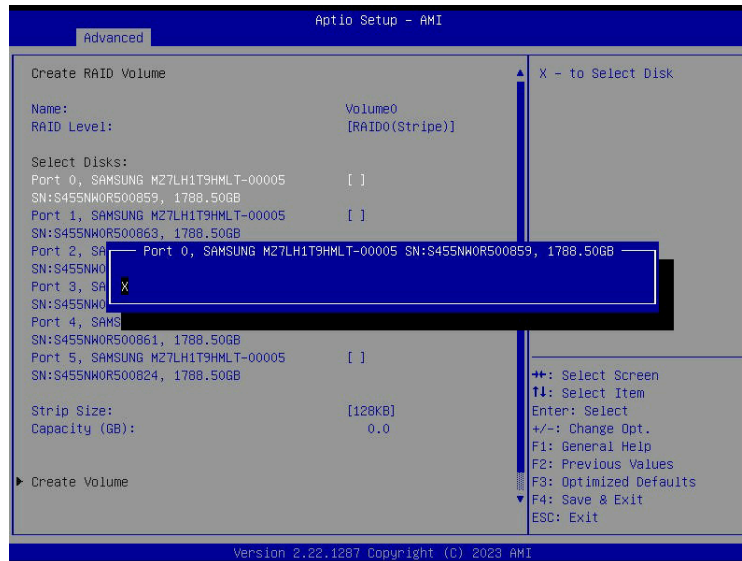 Aptio Setup - AMI
Advanced
Create RAID Volume
Name: Volume0
RAID Level: [RAID0(Stripe)]
Select Disks:
Port 0, SAMSUNG MZ7LH1T9HMLT-00005 [ ]
SN:S455NW0R500859, 1788.50GB
Port 1, SAMSUNG MZ7LH1T9HMLT-00005 [ ]
SN:S455NW0R500863, 1788.50GB
Port 2, SA
SN:S455NW0
Port 3, SA
SN:S455NW0
Port 4, SAMS
SN:S455NW0R500861, 1788.50GB
Port 5, SAMSUNG MZ7LH1T9HMLT-00005 [ ]
SN:S455NW0R500824, 1788.50GB
Port 0, SAMSUNG MZ7LH1T9HMLT-00005 SN:S455NW0R500859, 1788.50GB
X
Strip Size: [128KB]
Capacity (GB): 0.0
Create Volume
X - to Select Disk
→←: Select Screen
↑↓: Select Item
Enter: Select
+/-: Change Opt.
F1: General Help
F2: Previous Values
F3: Optimized Defaults
F4: Save & Exit
ESC: Exit
Version 2.22.1287 Copyright (C) 2023 AMI